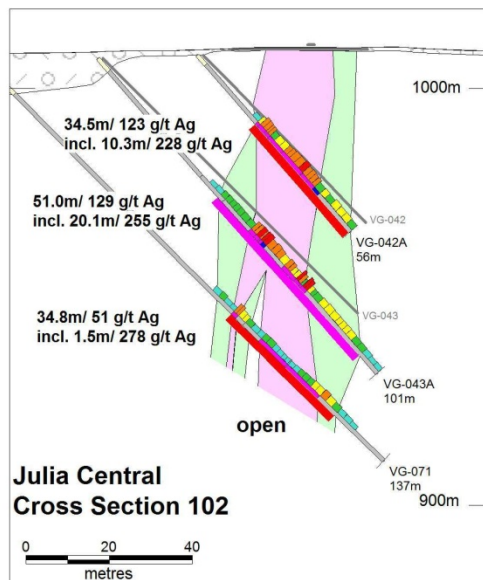 1000m
34.5m/ 123 g/t Ag
incl. 10.3m/ 228 g/t Ag
51.0m/ 129 g/t Ag
incl. 20.1m/ 255 g/t Ag
VG-042
VG-042A
56m
34.8m/ 51 g/t Ag
incl. 1.5m/ 278 g/t Ag
VG-043
VG-043A
101m
open
VG-071
137m
Julia Central
Cross Section 102
900m
0 20 40
metres